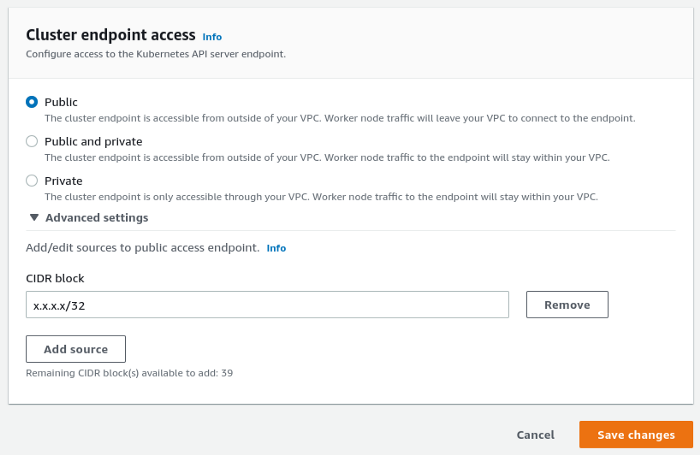 Cluster endpoint access Info
Configure access to the Kubernetes API server endpoint.
Public
The cluster endpoint is accessible from outside of your VPC. Worker node traffic will leave your VPC to connect to the endpoint.
Public and private
The cluster endpoint is accessible from outside of your VPC. Worker node traffic to the endpoint will stay within your VPC.
Private
The cluster endpoint is only accessible through your VPC. Worker node traffic to the endpoint will stay within your VPC.
Advanced settings
Add/edit sources to public access endpoint. Info
CIDR block
x.x.x.x/32 Remove
Add source
Remaining CIDR block(s) available to add: 39
Cancel Save changes